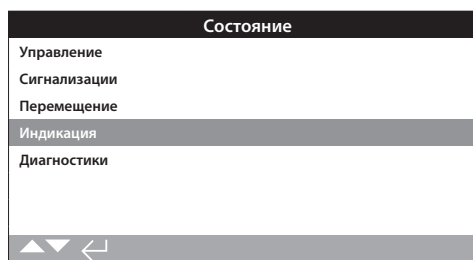 Состояние
Управление
Сигнализации
Перемещение
Индикация
Диагностики